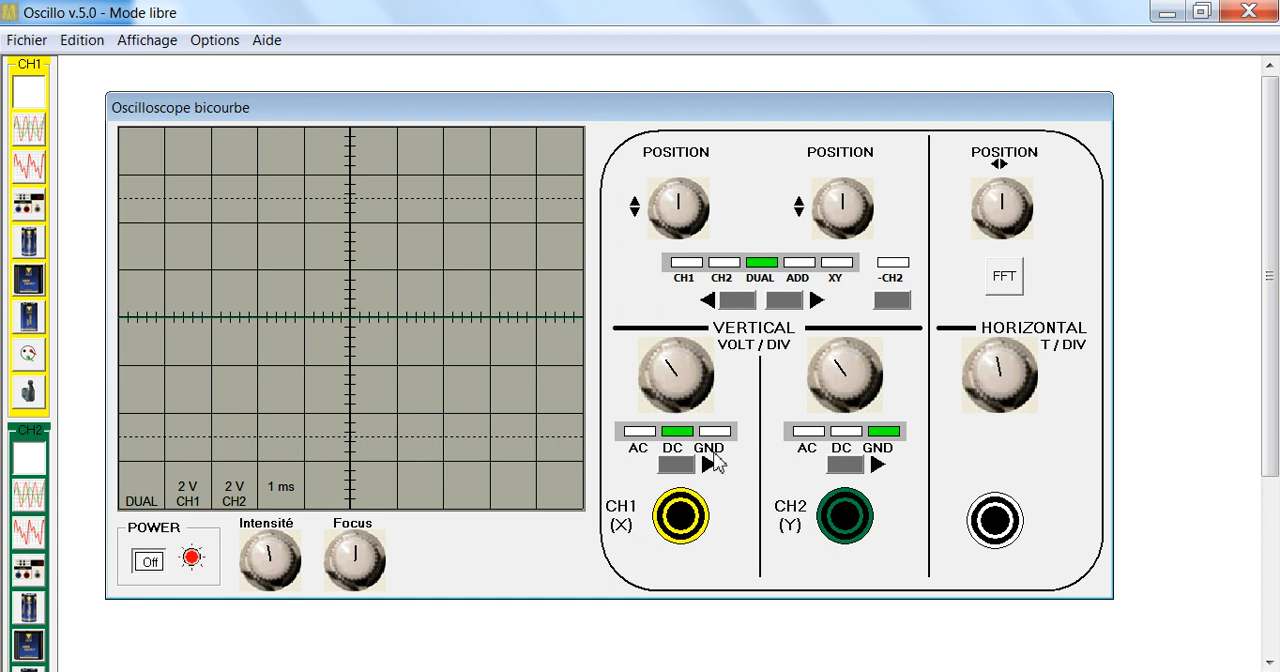 Oscillo v.5.0 - Mode libre
Fichier Edition Affichage Options Aide
CH1
Oscilloscope bicourbe
POSITION POSITION POSITION
CH1 CH2 DUAL ADD XY -CH2
FFT
VERTICAL HORIZONTAL
VOLT / DIV T / DIV
AC DC GND AC DC GND
CH2
2 V 2 V 1 ms
DUAL CH1 CH2
CH1 CH2
(X) (Y)
POWER Intensité Focus
Off